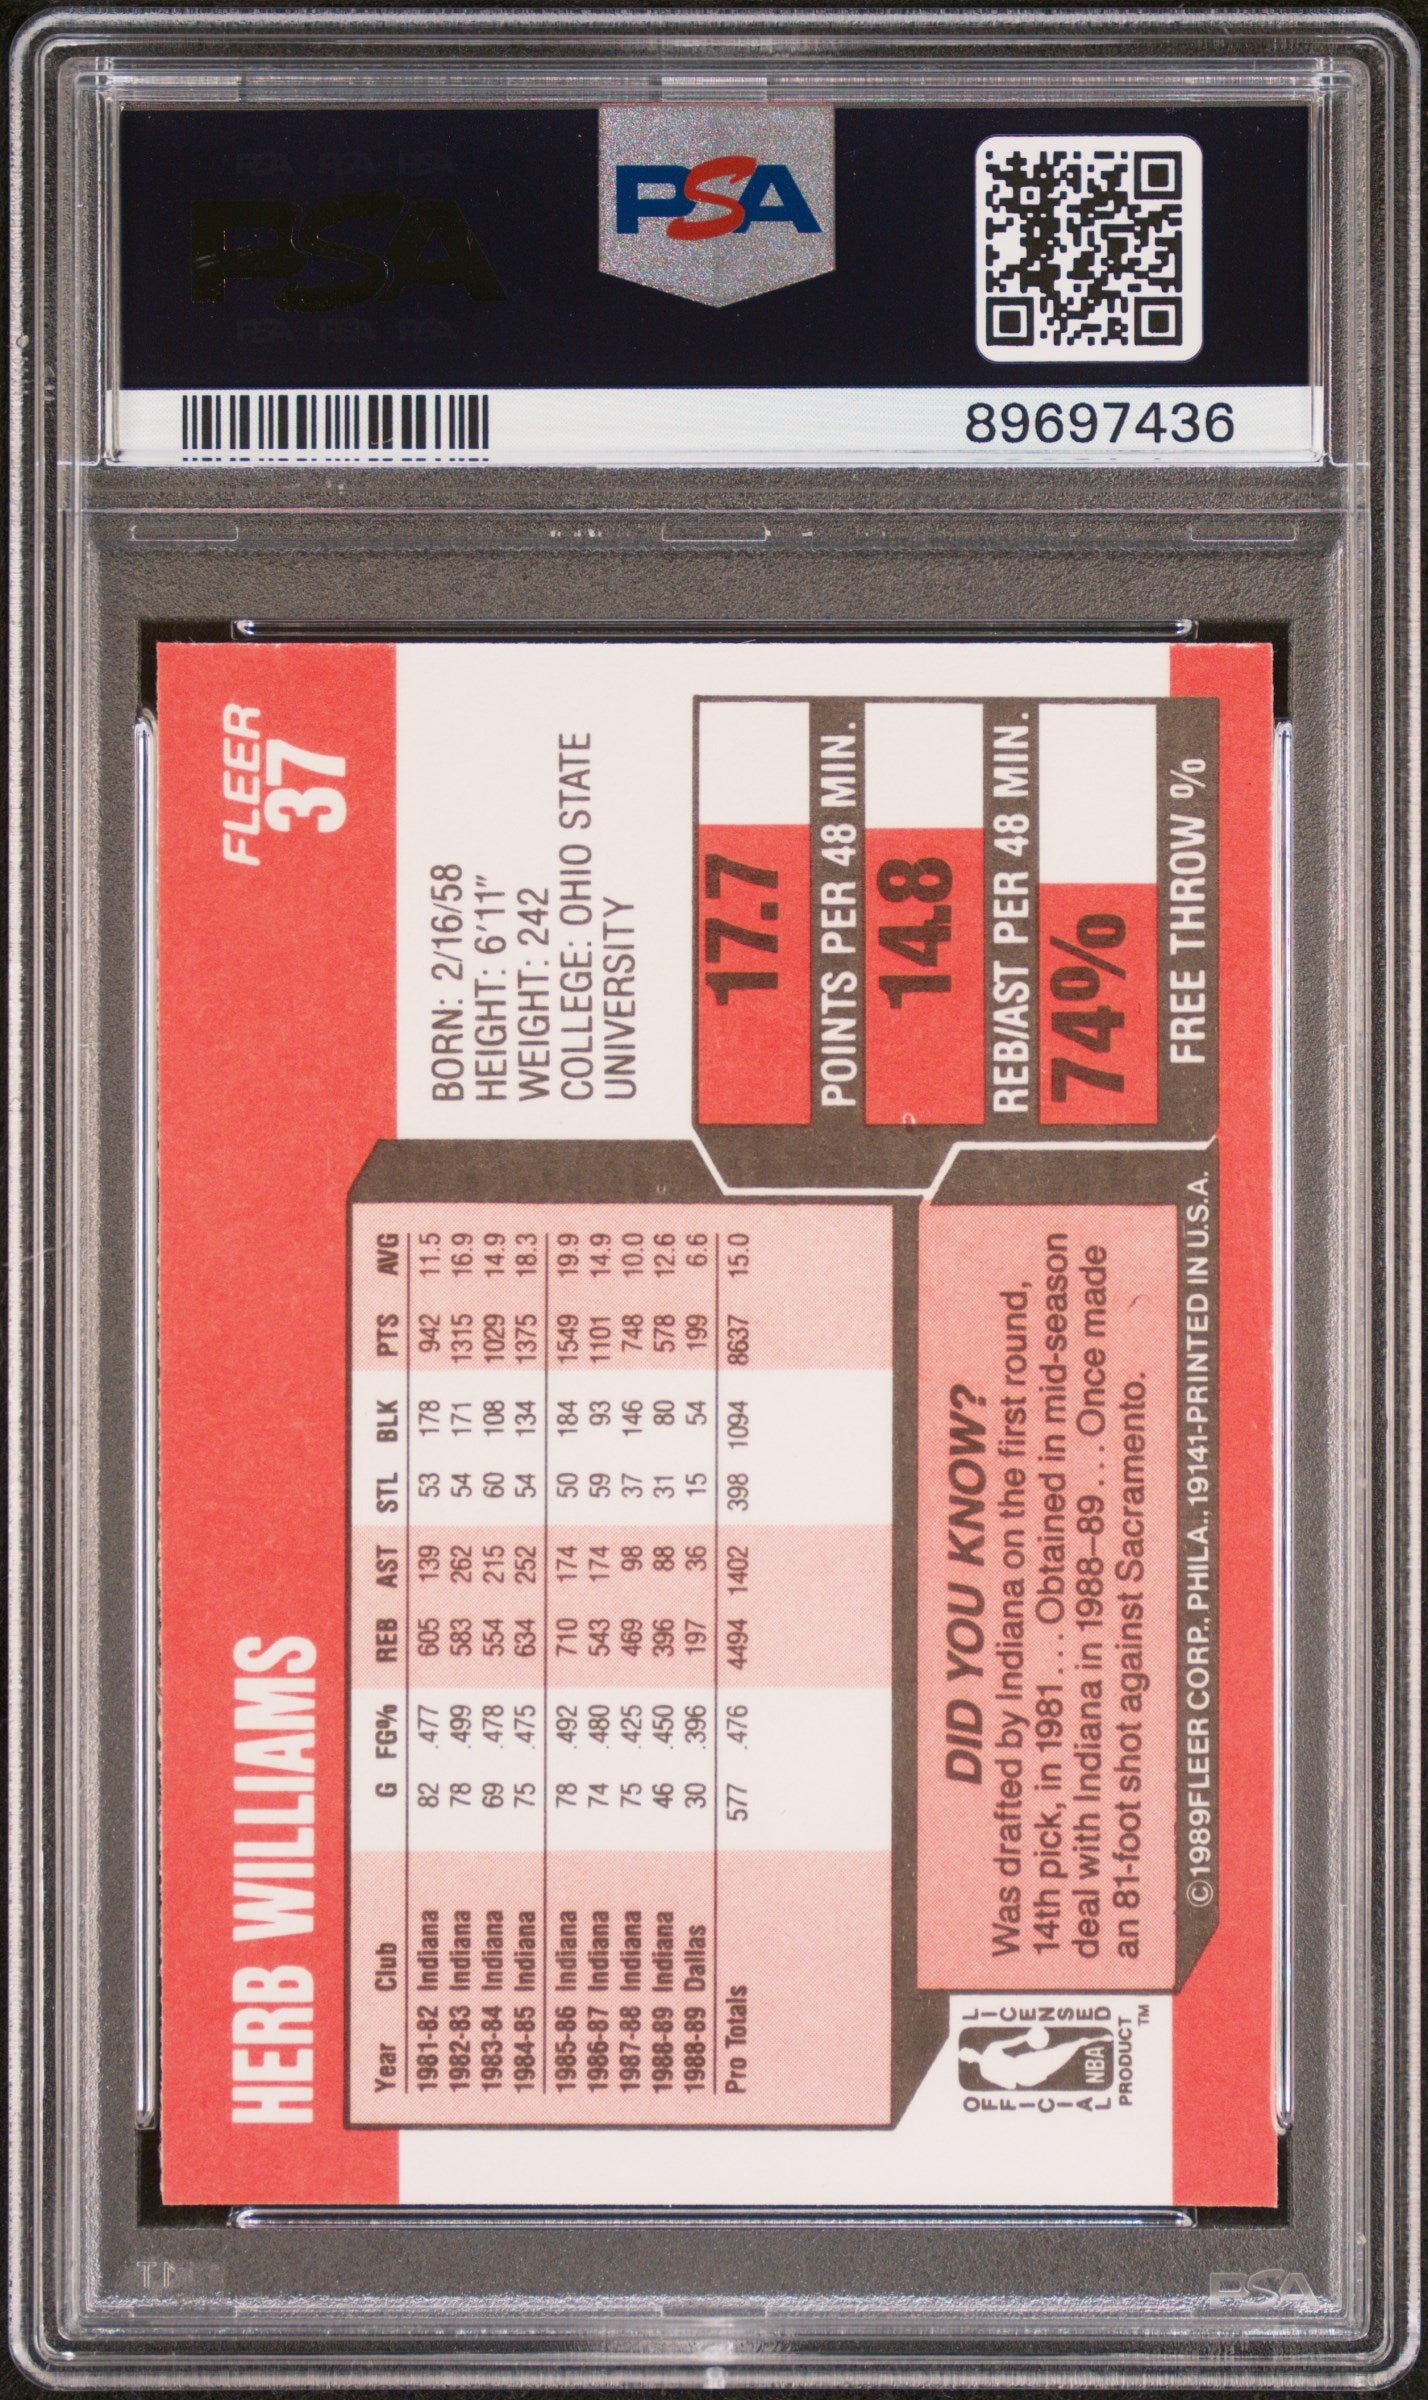 PSA PSA PSA
PSA
PSA PSA PSA
PSA
89697436
HERB WILLIAMS
FLEER
37
BORN: 2/16/58
HEIGHT: 6'11"
WEIGHT: 242
COLLEGE: OHIO STATE
UNIVERSITY
Year Club G FG% REB AST STL BLK PTS AVG
1981-82 Indiana 82 .477 605 139 53 178 942 11.5
1982-83 Indiana 78 .499 583 262 54 171 1315 16.9
1983-84 Indiana 69 .478 554 215 60 108 1029 14.9
1984-85 Indiana 75 .475 634 252 54 134 1375 18.3
1985-86 Indiana 78 .492 710 174 50 184 1549 19.9
1986-87 Indiana 74 .480 543 174 59 93 1101 14.9
1987-88 Indiana 75 .425 469 98 37 146 748 10.0
1988-89 Indiana 46 .450 396 88 31 80 578 12.6
1988-89 Dallas 30 .396 197 36 15 54 199 6.6
Pro Totals 577 .476 4494 1402 398 1094 8637 15.0
17.7
POINTS PER 48 MIN.
14.8
REB/AST PER 48 MIN.
74%
FREE THROW %
DID YOU KNOW?
Was drafted by Indiana on the first round,
14th pick, in 1981 . . . Obtained in mid-season
deal with Indiana in 1988–89 . . . Once made
an 81-foot shot against Sacramento.
OFFICIAL LICENSED
NBA
PRODUCT TM
©1989 FLEER CORP., PHILA., 19141-PRINTED IN U.S.A.
PSA